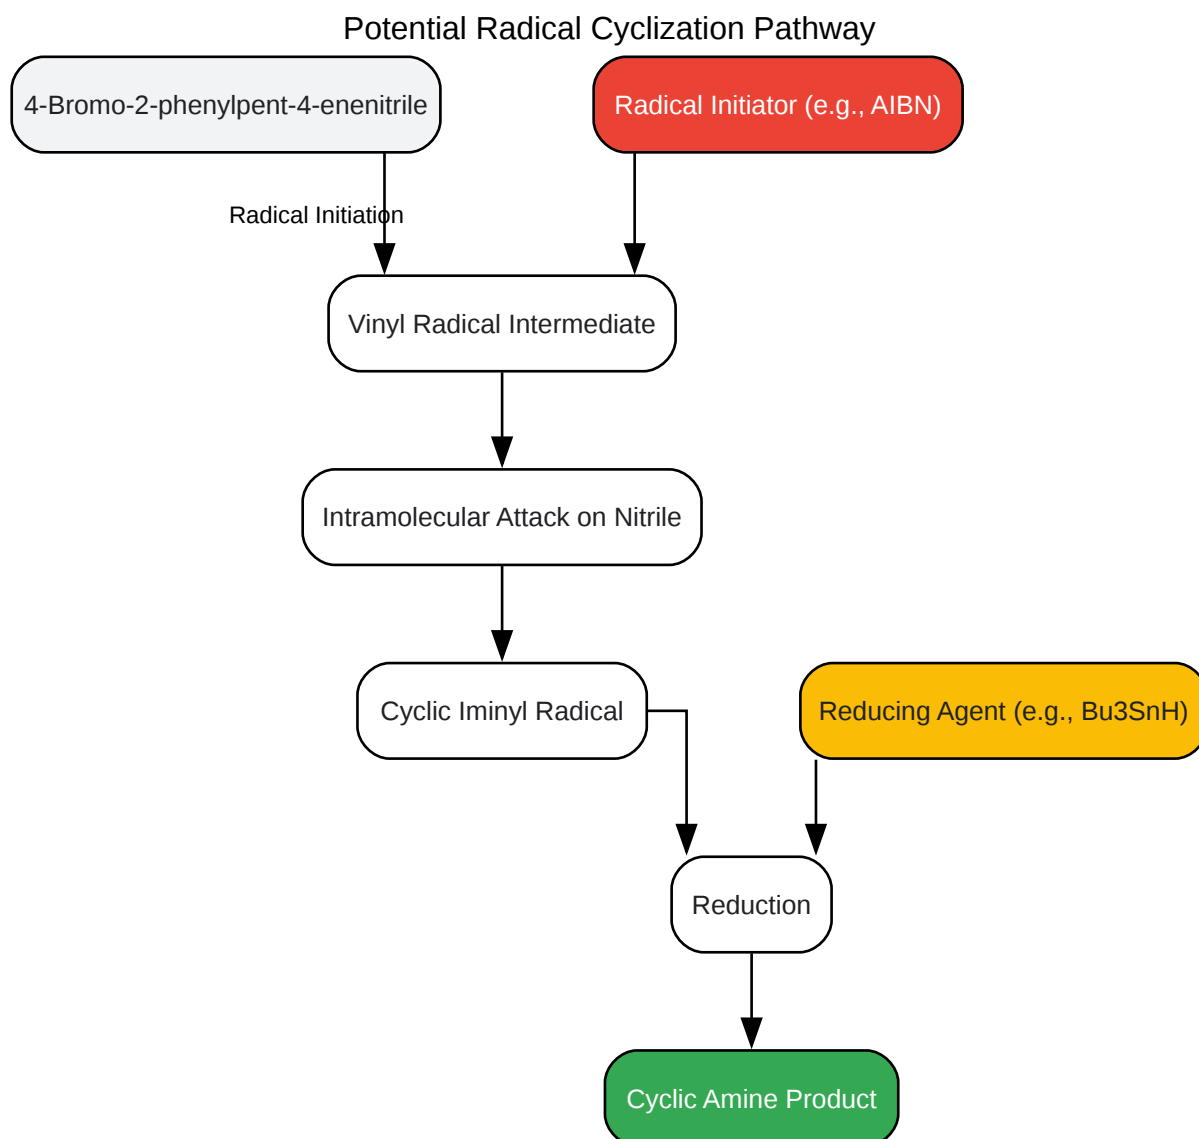 Potential Radical Cyclization Pathway
4-Bromo-2-phenylpent-4-enenitrile
Radical Initiator (e.g., AIBN)
Radical Initiation
Vinyl Radical Intermediate
Intramolecular Attack on Nitrile
Cyclic Iminyl Radical
Reducing Agent (e.g., Bu3SnH)
Reduction
Cyclic Amine Product